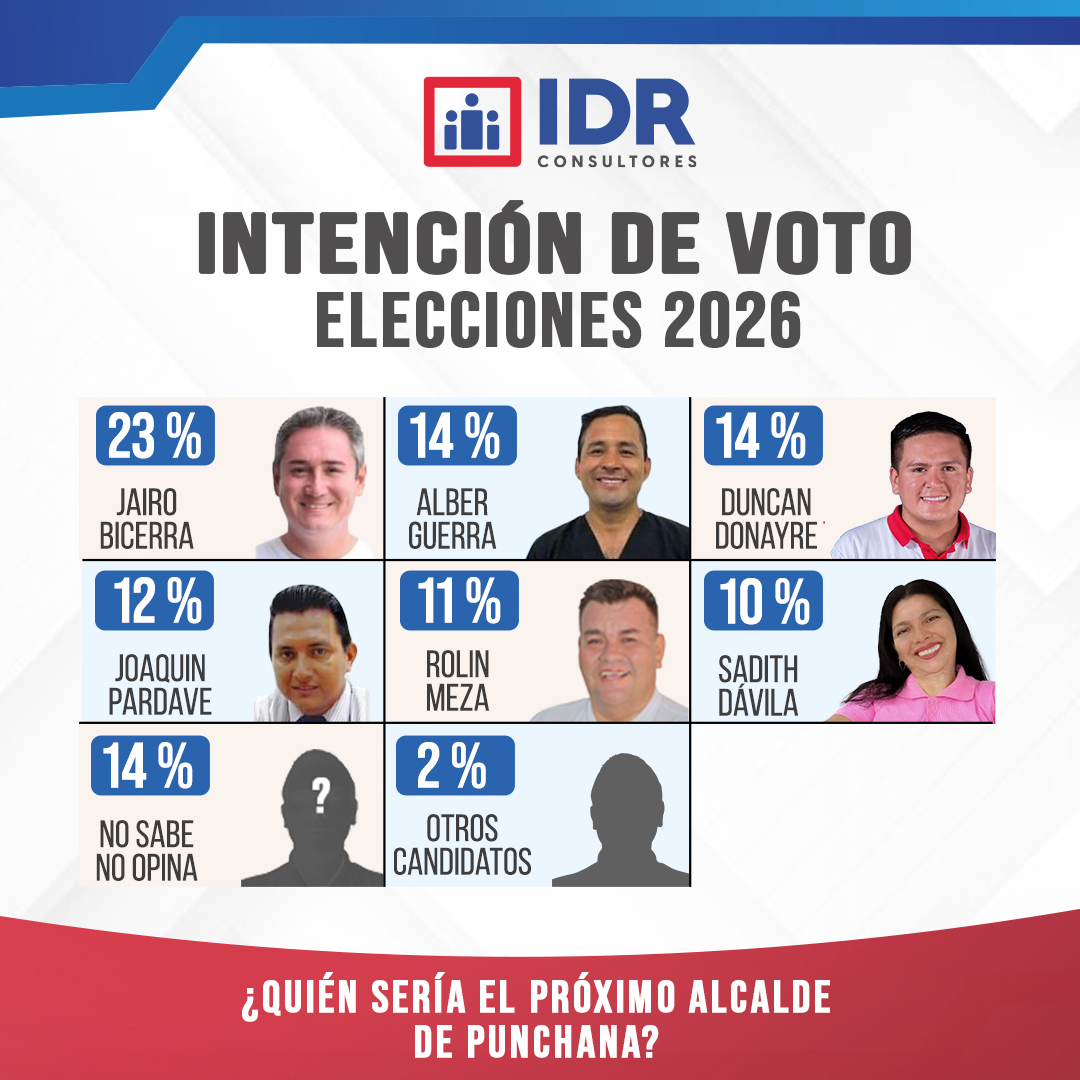 IDR
CONSULTORES
INTENCIÓN DE VOTO
ELECCIONES 2026
23 %
JAIRO
BICERRA
14 %
ALBER
GUERRA
14 %
DUNCAN
DONAYRE
12 %
JOAQUIN
PARDAVE
11 %
ROLIN
MEZA
10 %
SADITH
DÁVILA
14 %
NO SABE
NO OPINA
?
2 %
OTROS
CANDIDATOS
¿QUIÉN SERÍA EL PRÓXIMO ALCALDE
DE PUNCHANA?